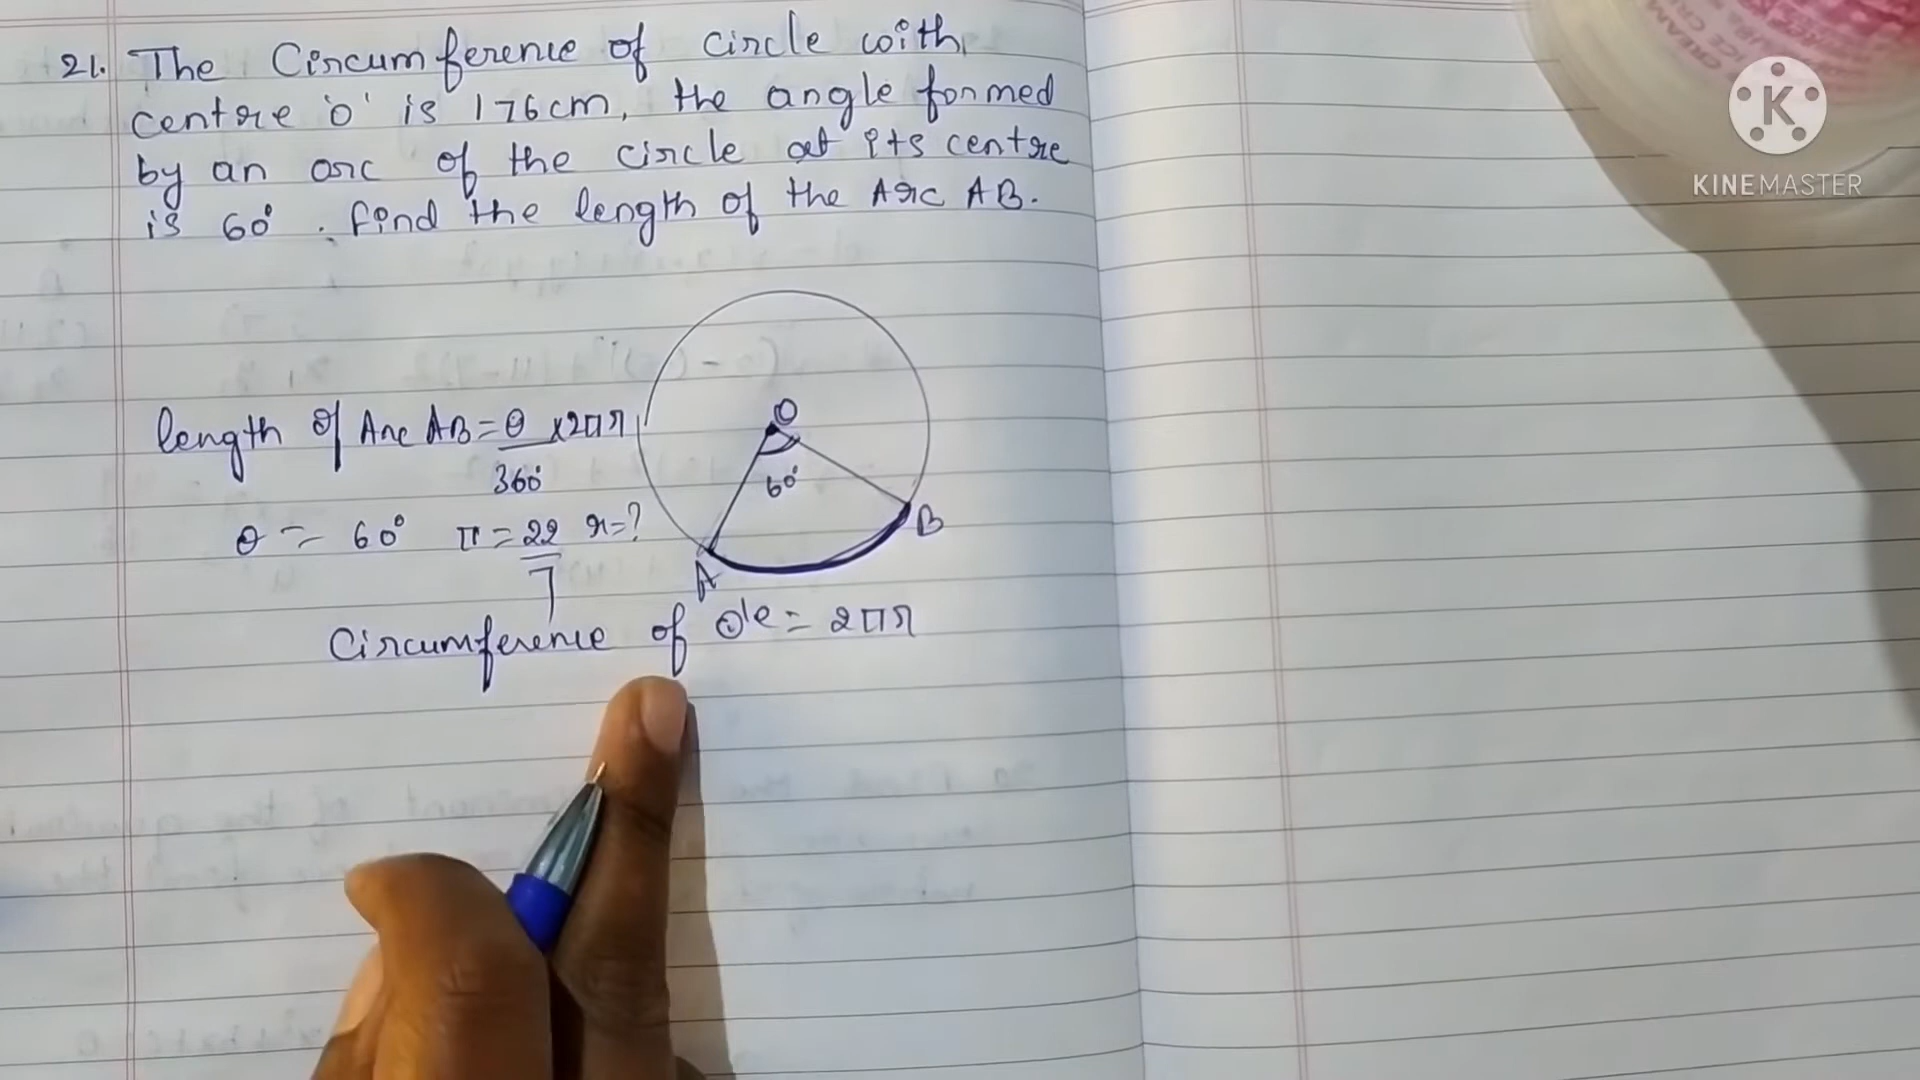 21. The Circumference of circle with
centre 'o' is 176cm, the angle formed
by an arc of the circle at its centre
is 60°. find the length of the Arc AB.
length of Arc AB = θ/360° × 2πr
O
60°
A
B
θ = 60° π = 22/7 r=?
Circumference of ⊙le = 2πr
K
KINEMASTER